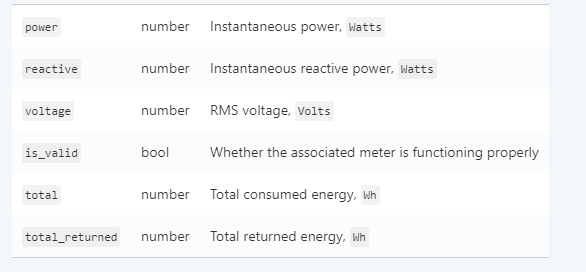 power number Instantaneous power, Watts
reactive number Instantaneous reactive power, Watts
voltage number RMS voltage, Volts
is_valid bool Whether the associated meter is functioning properly
total number Total consumed energy, Wh
total_returned number Total returned energy, Wh